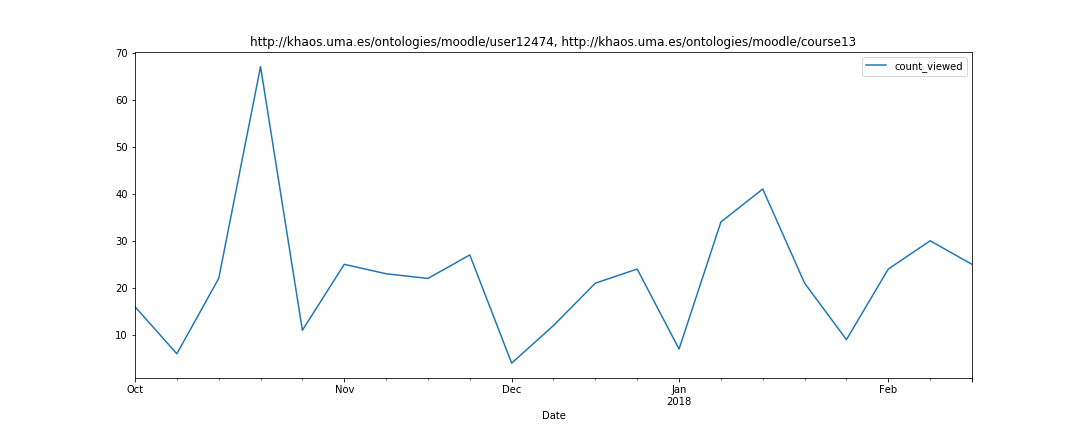 http://khaos.uma.es/ontologies/moodle/user12474, http://khaos.uma.es/ontologies/moodle/course13
count_viewed
70
60
50
40
30
20
10
Oct Nov Dec Jan Feb
2018
Date